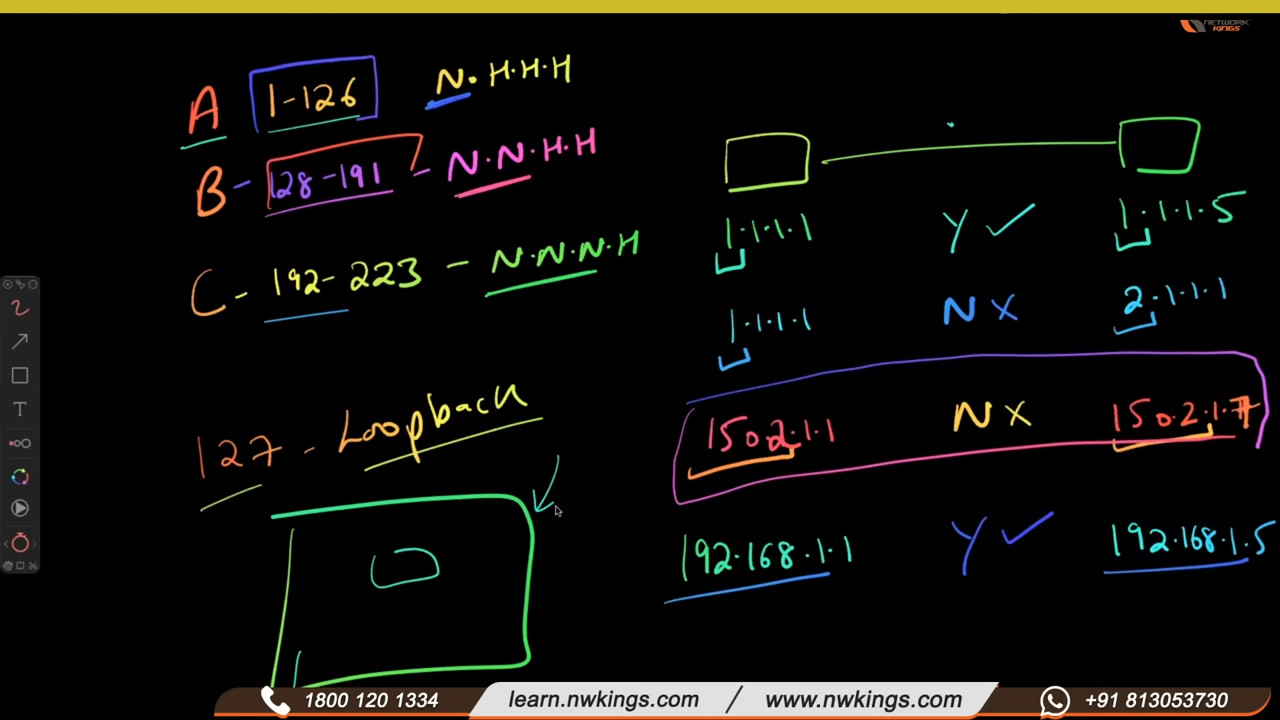 NETWORK
KINGS
A 1-126 N.H.H.H
B - 128-191 - N.N.H.H
C - 192-223 - N.N.N.H
127 - Loopback
1.1.1.1 Y ✓ 1.1.1.5
1.1.1.1 N X 2.1.1.1
150.2.1.1 N X 150.2.1.7
192.168.1.1 Y ✓ 192.168.1.5
T
1800 120 1334 learn.nwkings.com / www.nwkings.com +91 813053730